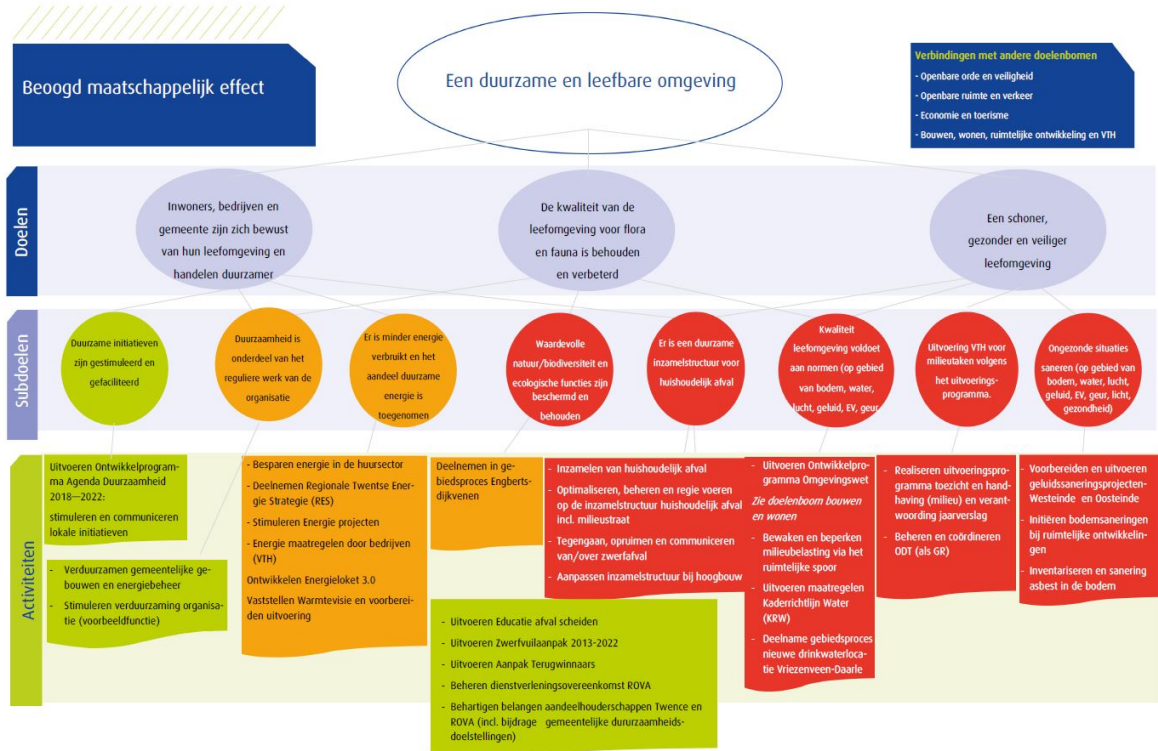 Beoogd maatschappelijk effect
Een duurzame en leefbare omgeving
Verbindingen met andere doelenbomen
- Openbare orde en veiligheid
- Openbare ruimte en verkeer
- Economie en toerisme
- Bouwen, wonen, ruimtelijke ontwikkeling en VTH
Doelen
Inwoners, bedrijven en
gemeente zijn zich bewust
van hun leefomgeving en
handelen duurzamer
De kwaliteit van de
leefomgeving voor flora
en fauna is behouden
en verbeterd
Een schoner,
gezonder en veiliger
leefomgeving
Subdoelen
Duurzame initiatieven
zijn gestimuleerd en
gefaciliteerd
Duurzaamheid is
onderdeel van het
reguliere werk van de
organisatie
Er is minder energie
verbruikt en het
aandeel duurzame
energie is
toegenomen
Waardevolle
natuur/biodiversiteit en
ecologische functies zijn
beschermd en
behouden
Er is een duurzame
inzamelstructuur voor
huishoudelijk afval
Kwaliteit
leefomgeving voldoet
aan normen (op gebied
van bodem, water,
lucht, geluid, EV, geur,
Uitvoering VTH voor
milieutaken volgens
het uitvoerings-
programma.
Ongezonde situaties
saneren (op gebied van
bodem, water, lucht,
geluid, EV, geur, licht,
gezondheid)
Activiteiten
Uitvoeren Ontwikkelprogram-
ma Agenda Duurzaamheid
2018—2022:
stimuleren en communiceren
lokale initiatieven
- Verduurzamen gemeentelijke ge-
bouwen en energiebeheer
- Stimuleren verduurzaming organisa-
tie (voorbeeldfunctie)
- Besparen energie in de huursector
- Deelnemen Regionale Twentse Ener-
gie Strategie (RES)
- Stimuleren Energie projecten
- Energie maatregelen door bedrijven
(VTH)
Ontwikkelen Energieloket 3.0
Vaststellen Warmtevisie en voorberei-
den uitvoering
Deelnemen in ge-
biedsproces Engberts-
dijkvenen
- Inzamelen van huishoudelijk afval
- Optimaliseren, beheren en regie voeren
op de inzamelstructuur huishoudelijk afval
incl. milieustraat
- Tegengaan, opruimen en communiceren
van/over zwerfafval
- Aanpassen inzamelstructuur bij hoogbouw
- Uitvoeren Educatie afval scheiden
- Uitvoeren Zwerfvuilaanpak 2013-2022
- Uitvoeren Aanpak Terugwinnaars
- Beheren dienstverleningsovereenkomst ROVA
- Behartigen belangen aandeelhouderschappen Twence en
ROVA (incl. bijdrage gemeentelijke dururzaamheids-
doelstellingen)
- Uitvoeren Ontwikkelpro-
gramma Omgevingswet
Zie doelenboom bouwen
en wonen
- Bewaken en beperken
milieubelasting via het
ruimtelijke spoor
- Uitvoeren maatregelen
Kaderrichtlijn Water
(KRW)
- Deelname gebiedsproces
nieuwe drinkwaterloca-
tie Vriezenveen-Daarle
- Realiseren uitvoeringspro-
gramma toezicht en hand-
having (milieu) en verant-
woording jaarverslag
- Beheren en coördineren
ODT (als GR)
- Voorbereiden en uitvoeren
geluidssaneringsprojecten-
Westeinde en Oosteinde
- Initiëren bodemsaneringen
bij ruimtelijke ontwikkelin-
gen
- Inventariseren en sanering
asbest in de bodem